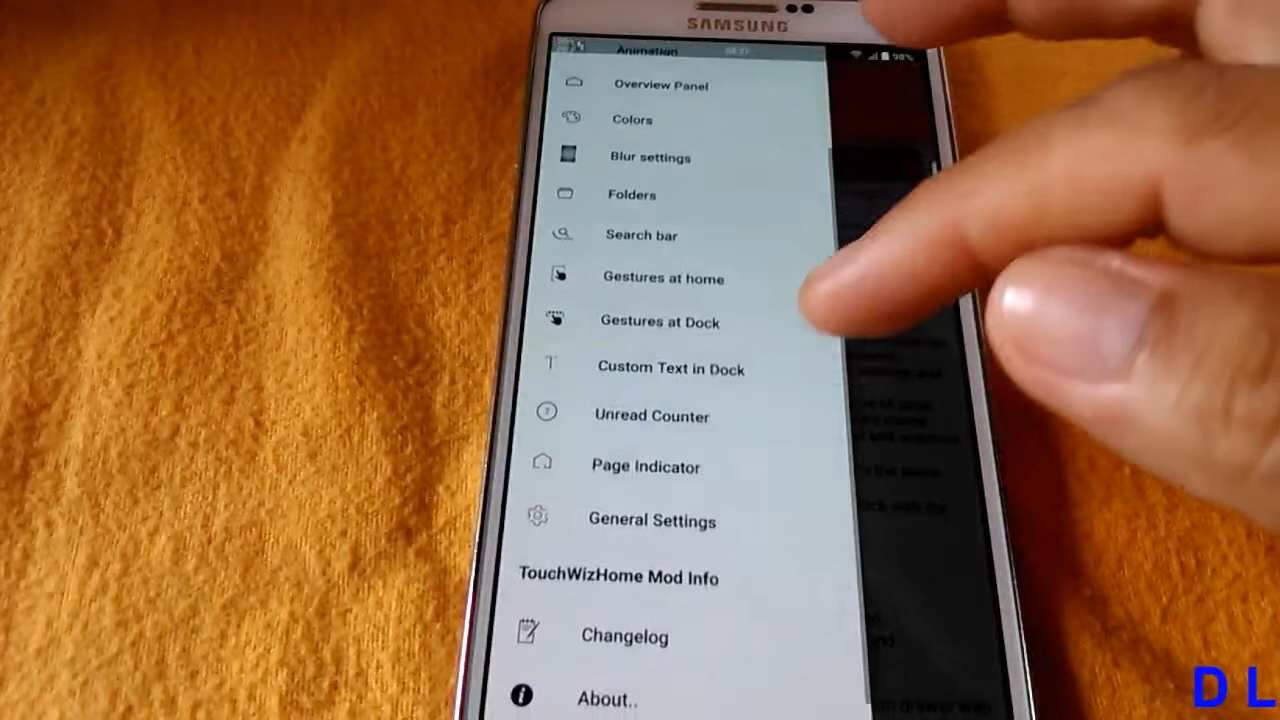 SAMSUNG
Animation
98%
Overview Panel
Colors
Blur settings
Folders
Search bar
Gestures at home
Gestures at Dock
Custom Text in Dock
Unread Counter
Page Indicator
General Settings
TouchWizHome Mod Info
Changelog
About..
D L